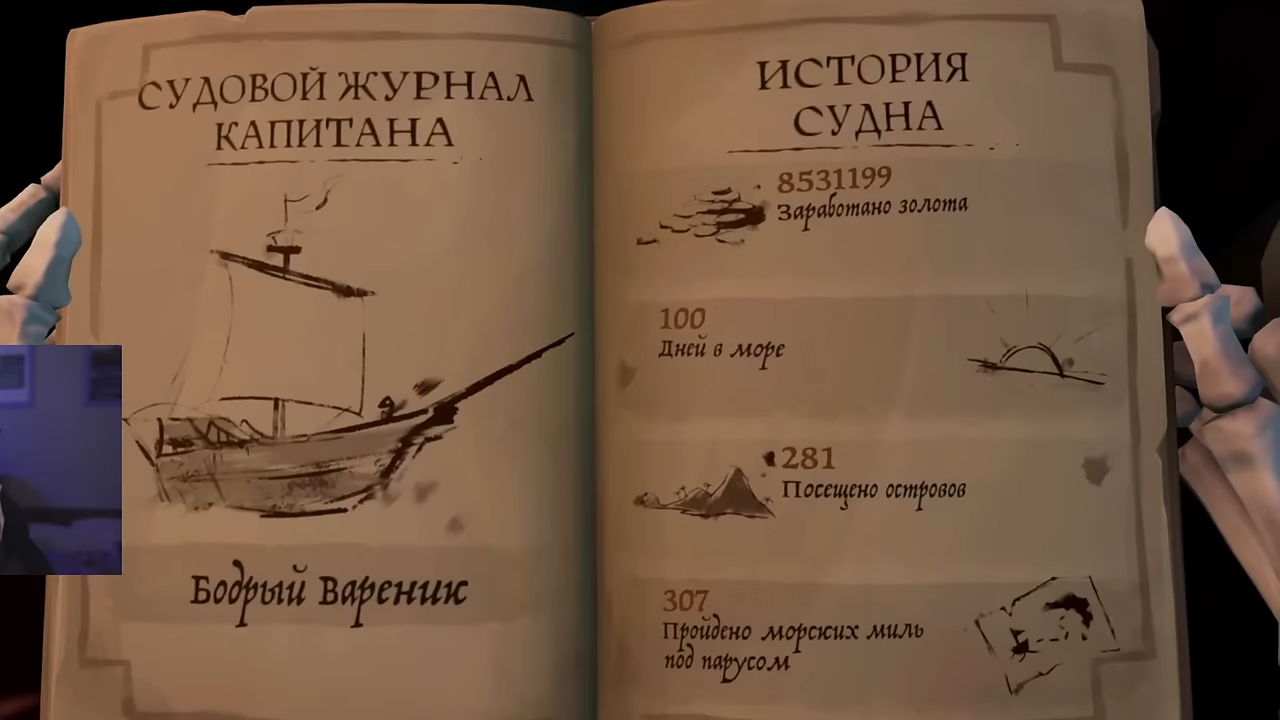 СУДОВОЙ ЖУРНАЛ
КАПИТАНА
Бодрый Вареник
ИСТОРИЯ
СУДНА
8531199
Заработано золота
100
Дней в море
281
Посещено островов
307
Пройдено морских миль
под парусом